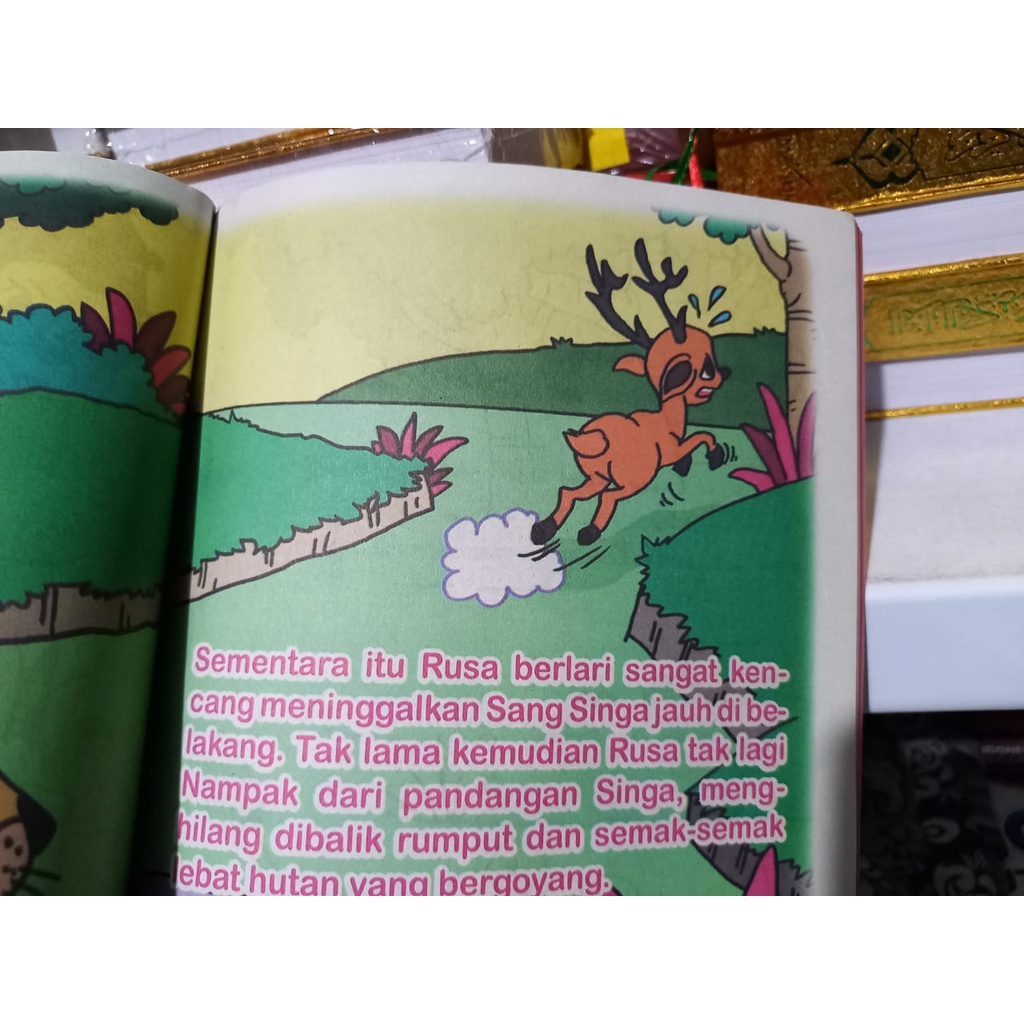 Sementara itu Rusa berlari sangat ken-
cang meninggalkan Sang Singa jauh di be-
lakang. Tak lama kemudian Rusa tak lagi
Nampak dari pandangan Singa, meng-
hilang dibalik rumput dan semak-semak
lebat hutan yang bergoyang.